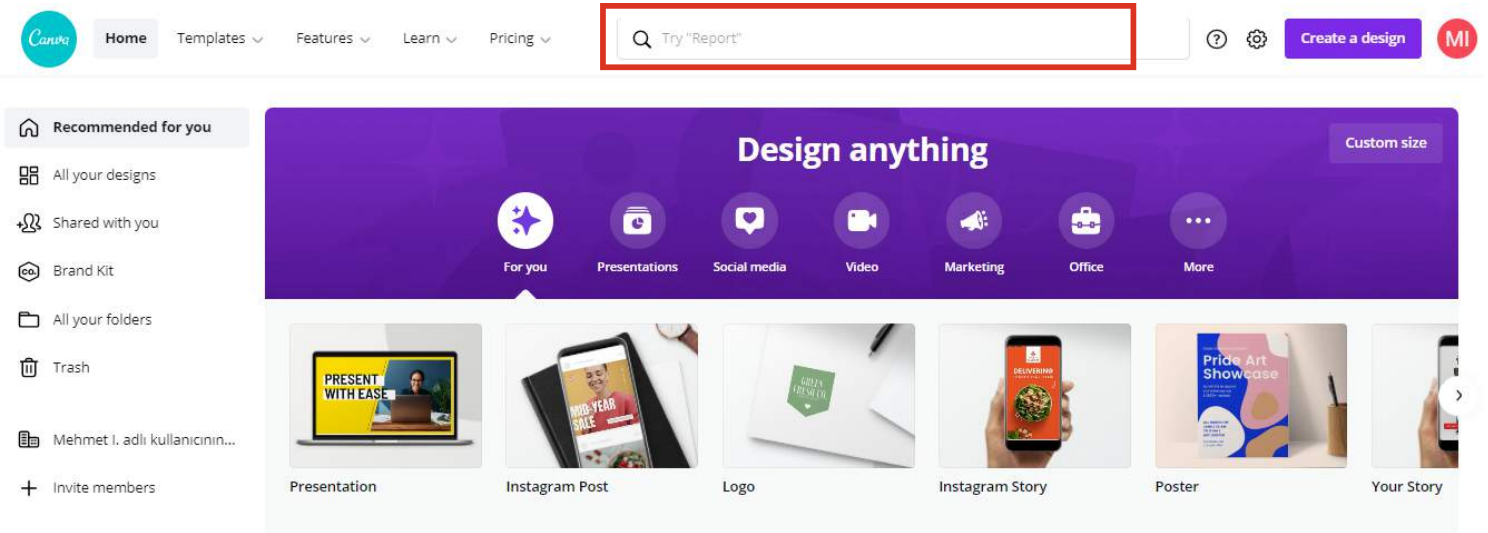 Canva
Home
Templates
Features
Learn
Pricing
Try "Report"
Create a design
MI
Recommended for you
All your designs
Shared with you
CO.
Brand Kit
All your folders
Trash
Mehmet I. adlı kullanıcının...
Invite members
Design anything
Custom size
For you
Presentations
Social media
Video
Marketing
Office
More
PRESENT
WITH EASE
MID-YEAR
SALE
GREEN
FRESH CO.
DELIVERING
Pride Art
Showcase
Presentation
Instagram Post
Logo
Instagram Story
Poster
Your Story